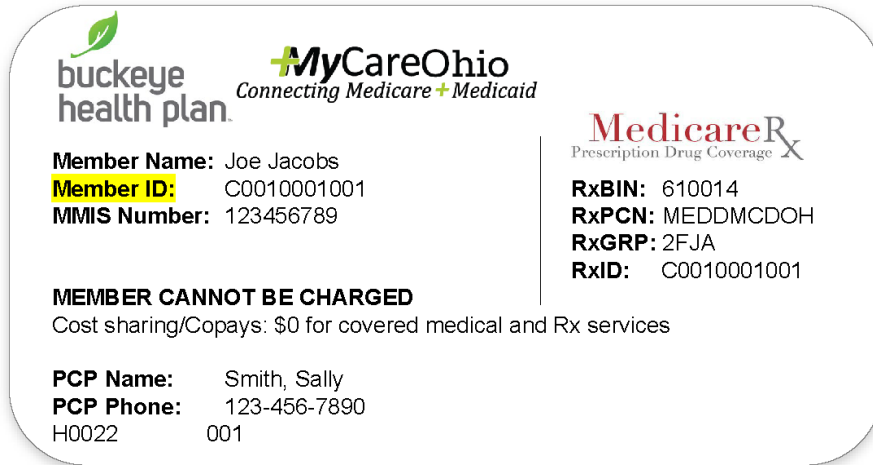 buckeye
health plan.
+MyCareOhio
Connecting Medicare + Medicaid
Member Name: Joe Jacobs
Member ID: C0010001001
MMIS Number: 123456789
MedicareRx
Prescription Drug Coverage
RxBIN: 610014
RxPCN: MEDDMCDOH
RxGRP: 2FJA
RxID: C0010001001
MEMBER CANNOT BE CHARGED
Cost sharing/Copays: $0 for covered medical and Rx services
PCP Name: Smith, Sally
PCP Phone: 123-456-7890
H0022 001